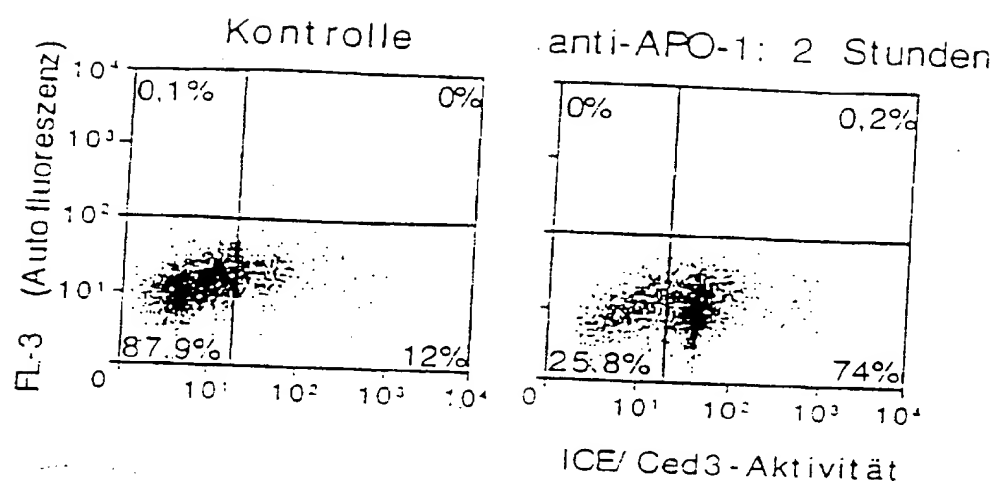 Kontrolle
anti-APO-1: 2 Stunden
FL-3 (Autofluoreszenz)
10⁴
10³
10²
10¹
0
0,1%
0%
87.9%
12%
10¹ 10² 10³ 10⁴
0%
0,2%
25.8%
74%
0 10¹ 10² 10³ 10⁴
ICE/ Ced3-Aktivität